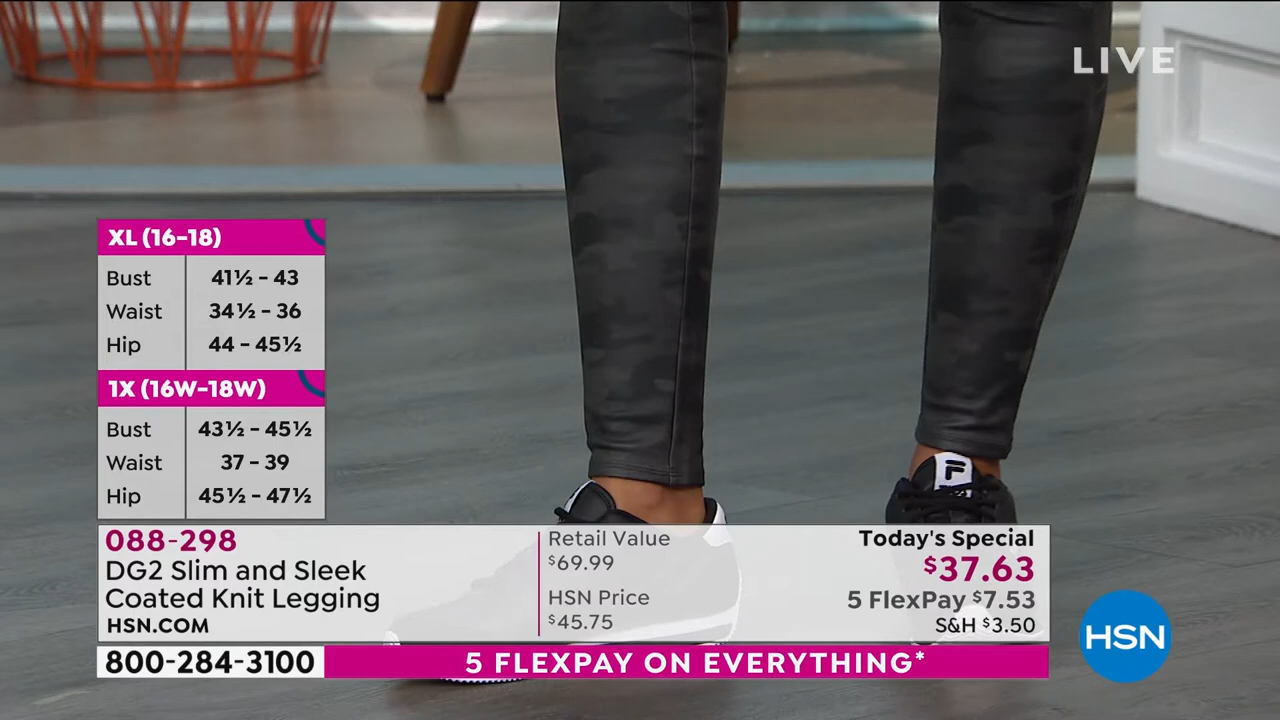 LIVE
XL (16-18)
Bust 41½ - 43
Waist 34½ - 36
Hip 44 - 45½
1X (16W-18W)
Bust 43½ - 45½
Waist 37 - 39
Hip 45½ - 47½
F
088-298
DG2 Slim and Sleek
Coated Knit Legging
HSN.COM
Retail Value
$69.99
HSN Price
$45.75
Today's Special
$37.63
5 FlexPay $7.53
S&H $3.50
HSN
800-284-3100
5 FLEXPAY ON EVERYTHING*